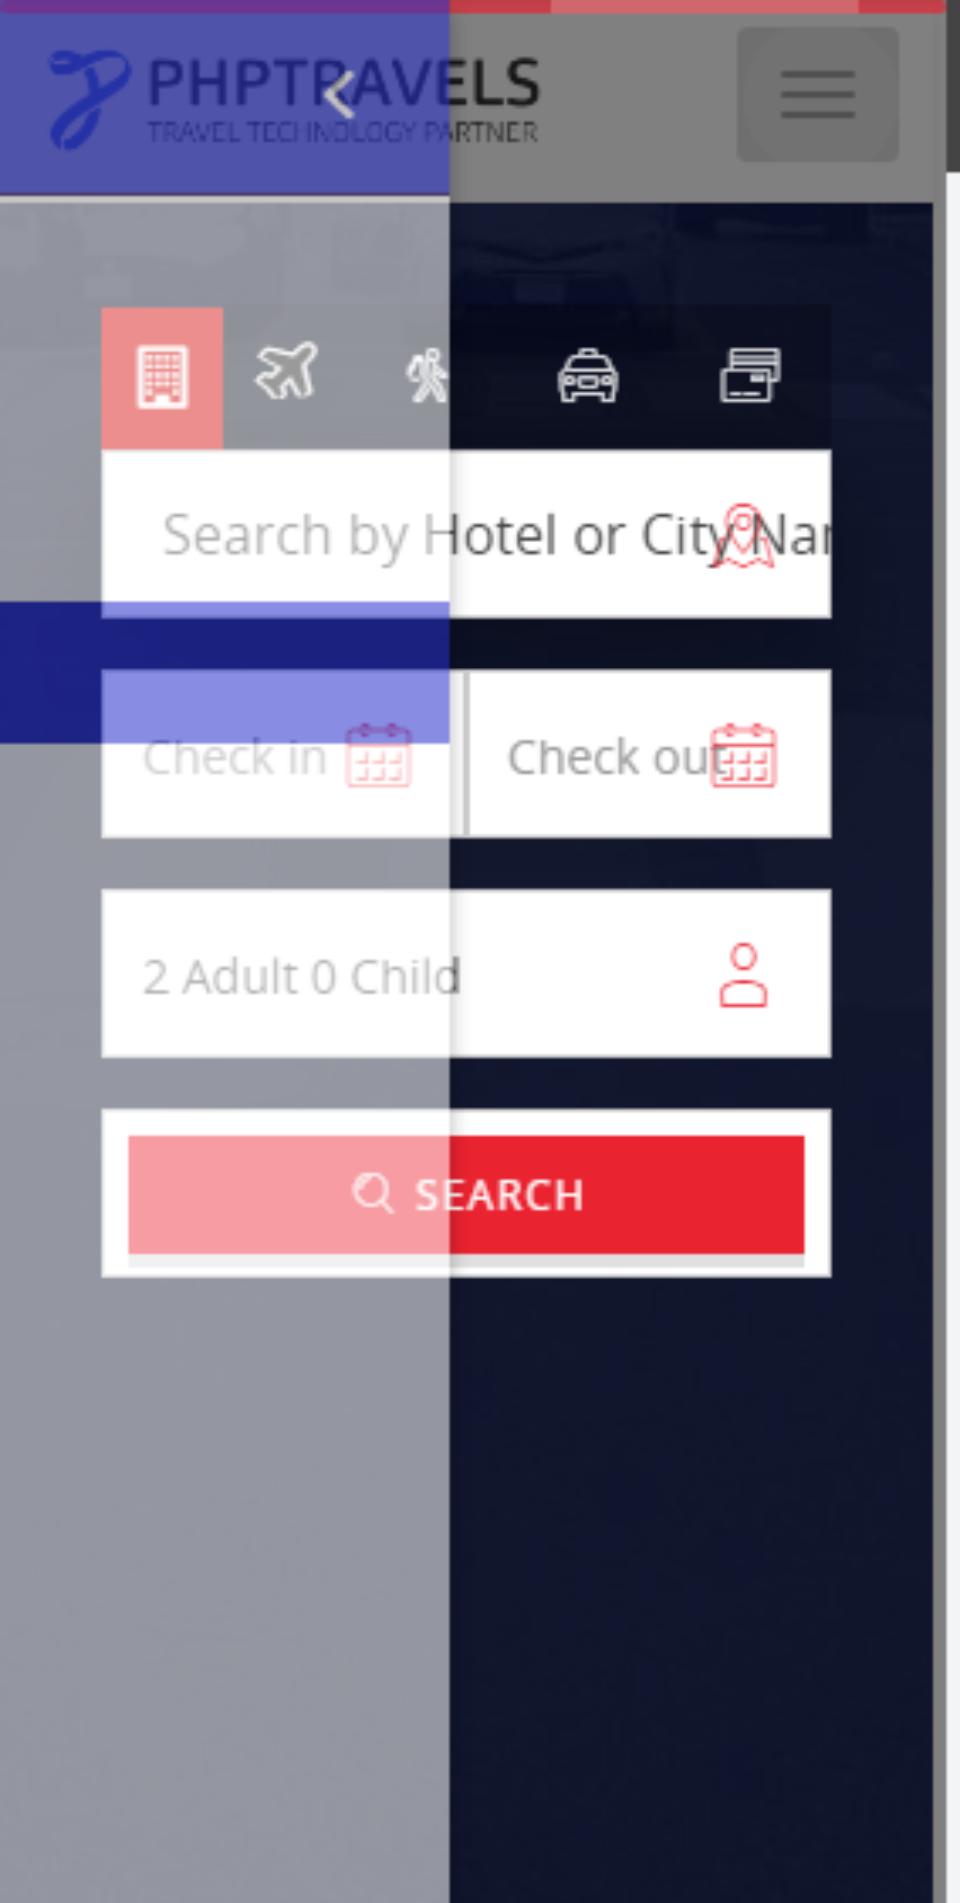 PHPTRAVELS
TRAVEL TECHNOLOGY PARTNER
Search by Hotel or City Nar
Check in
Check out
2 Adult 0 Child
SEARCH